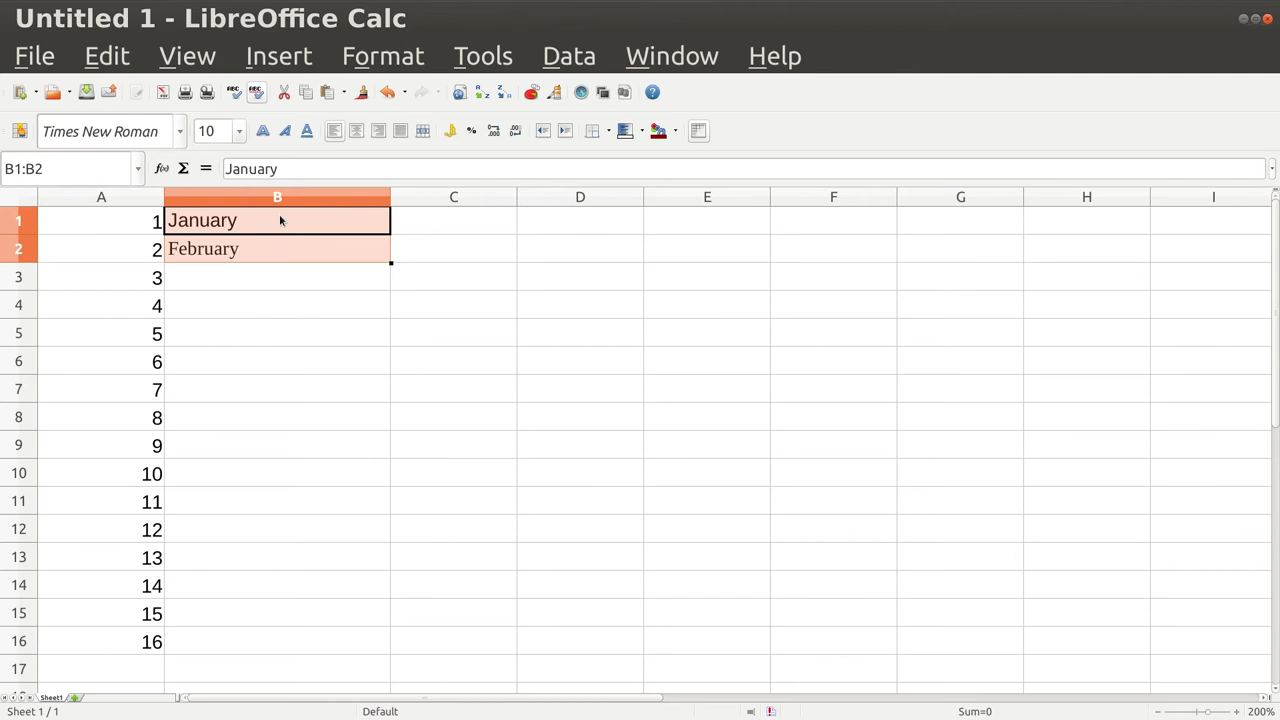 Untitled 1 - LibreOffice Calc
File Edit View Insert Format Tools Data Window Help
Times New Roman 10
B1:B2 January
A B C D E F G H I
1 1 January
2 2 February
3 3
4 4
5 5
6 6
7 7
8 8
9 9
10 10
11 11
12 12
13 13
14 14
15 15
16 16
17
Sheet1
Sheet 1 / 1 Default Sum=0 200%